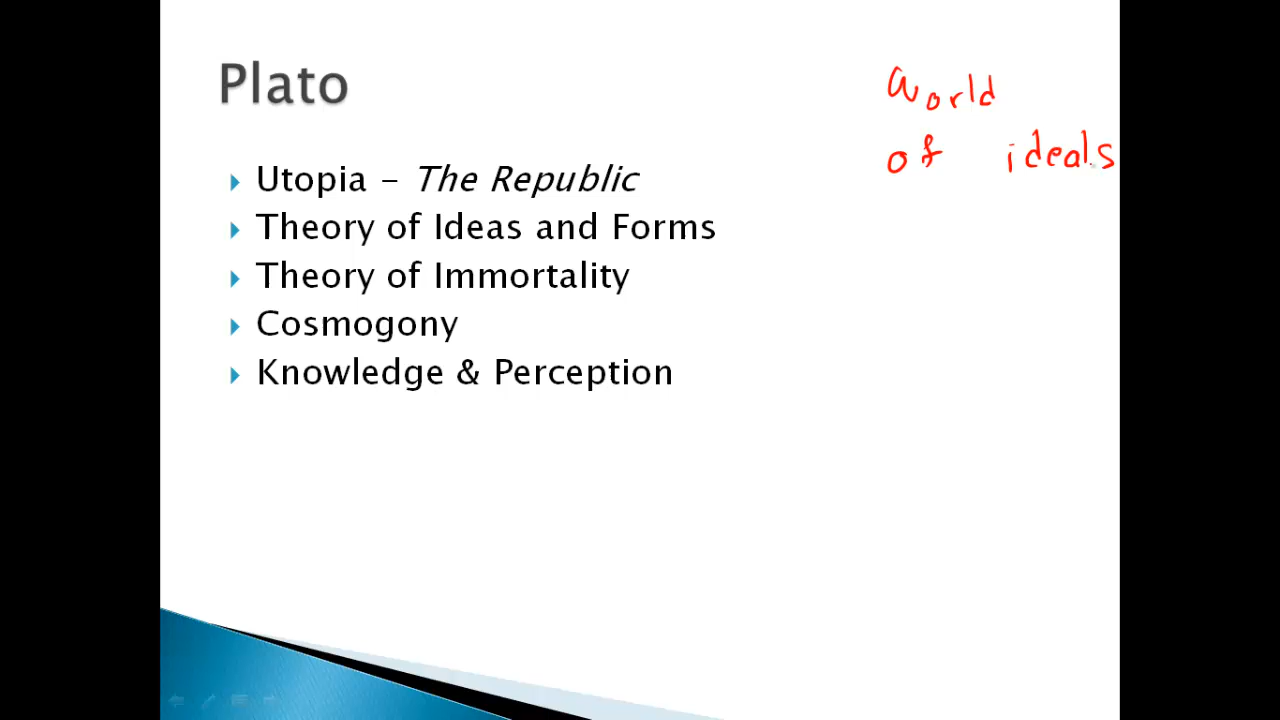 Plato
World
of ideals
Utopia – The Republic
Theory of Ideas and Forms
Theory of Immortality
Cosmogony
Knowledge & Perception